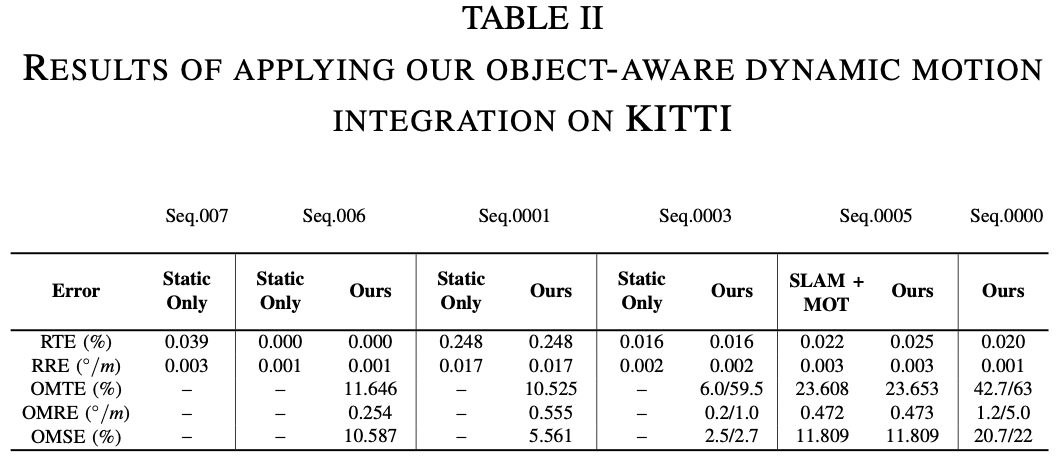 TABLE II
RESULTS OF APPLYING OUR OBJECT-AWARE DYNAMIC MOTION
INTEGRATION ON KITTI
Seq.007 Seq.006 Seq.0001 Seq.0003 Seq.0005 Seq.0000
Error Static Only Static Only Ours Static Only Ours Static Only Ours SLAM + MOT Ours Ours
RTE (%) 0.039 0.000 0.000 0.248 0.248 0.016 0.016 0.022 0.025 0.020
RRE (°/m) 0.003 0.001 0.001 0.017 0.017 0.002 0.002 0.003 0.003 0.001
OMTE (%) – – 11.646 – 10.525 – 6.0/59.5 23.608 23.653 42.7/63
OMRE (°/m) – – 0.254 – 0.555 – 0.2/1.0 0.472 0.473 1.2/5.0
OMSE (%) – – 10.587 – 5.561 – 2.5/2.7 11.809 11.809 20.7/22